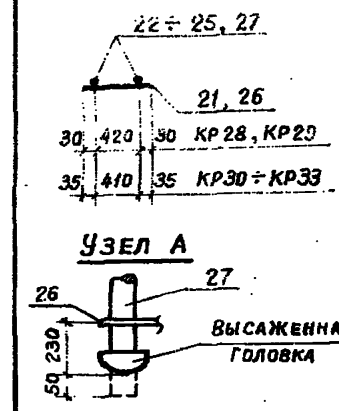 22÷25, 27
21, 26
30 420 30 КР28, КР29
35 410 35 КР30÷КР33
УЗЕЛ А
27
26
230
50
ВЫСАЖЕННА
ГОЛОВКА